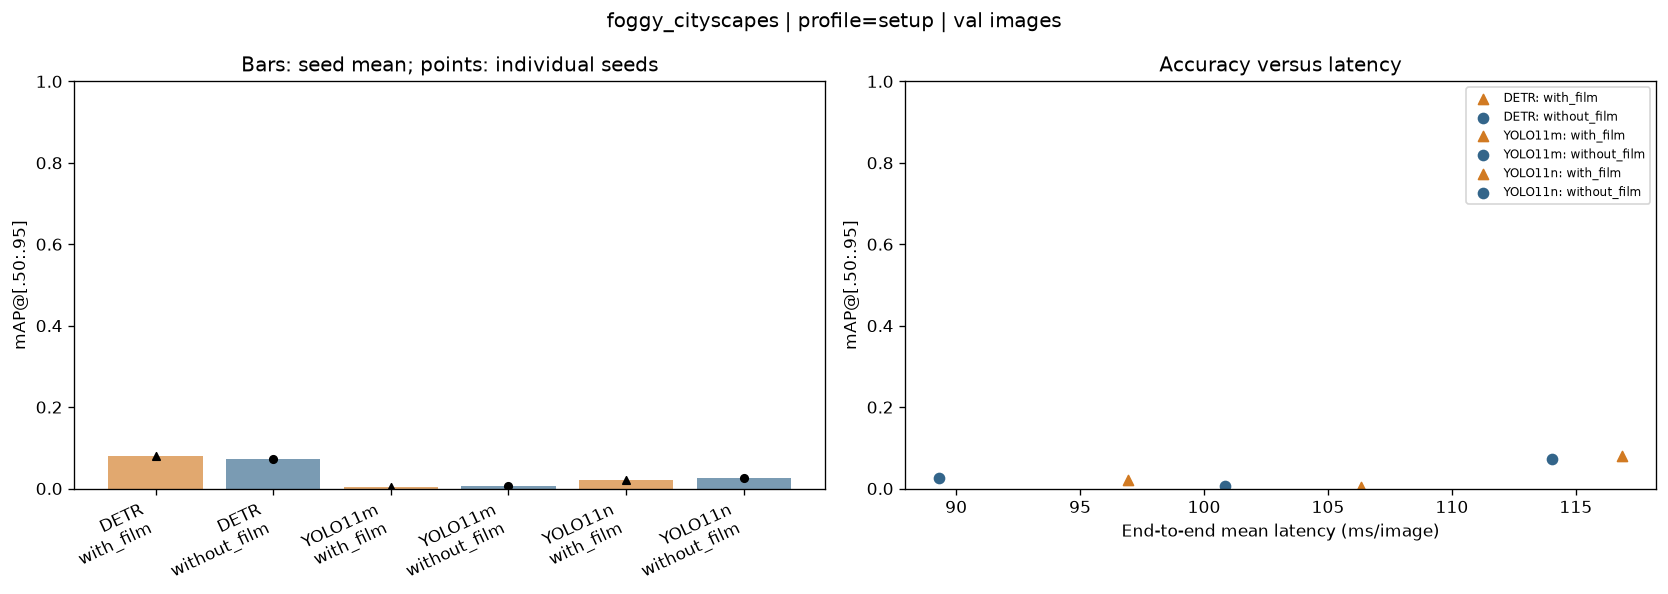 foggy_cityscapes | profile=setup | val images
Bars: seed mean; points: individual seeds
mAP@[.50:.95]
1.0
0.8
0.6
0.4
0.2
0.0
DETR
with_film
DETR
without_film
YOLO11m
with_film
YOLO11m
without_film
YOLO11n
with_film
YOLO11n
without_film
Accuracy versus latency
mAP@[.50:.95]
1.0
0.8
0.6
0.4
0.2
0.0
DETR: with_film
DETR: without_film
YOLO11m: with_film
YOLO11m: without_film
YOLO11n: with_film
YOLO11n: without_film
90
95
100
105
110
115
End-to-end mean latency (ms/image)